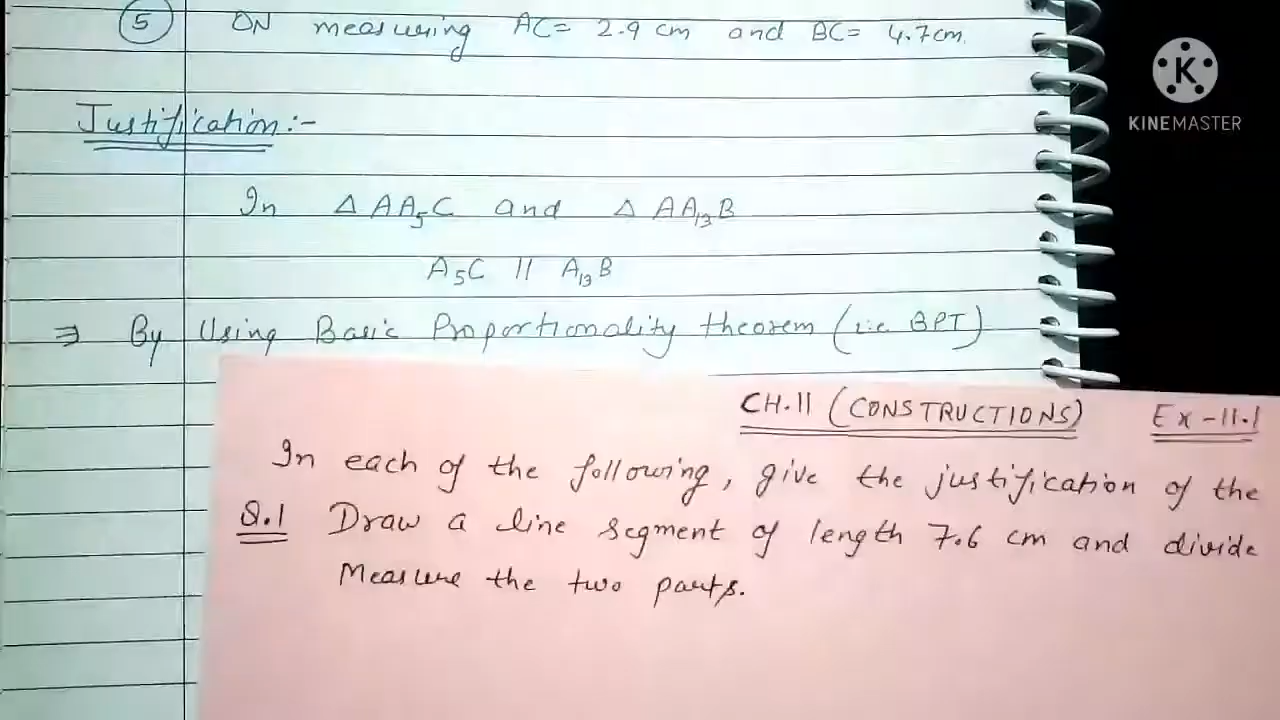 5 ON measuring AC= 2.9 cm and BC= 4.7cm.
Justification:-
In △ AA₅C and △ AA₁₃B
A₅C || A₁₃B
⇒ By Using Basic Proportionality theorem (i.e BPT)
CH.11 (CONSTRUCTIONS) Ex-11.1
In each of the following, give the justification of the
Q.1 Draw a line segment of length 7.6 cm and divide
Measure the two parts.
K
KINEMASTER